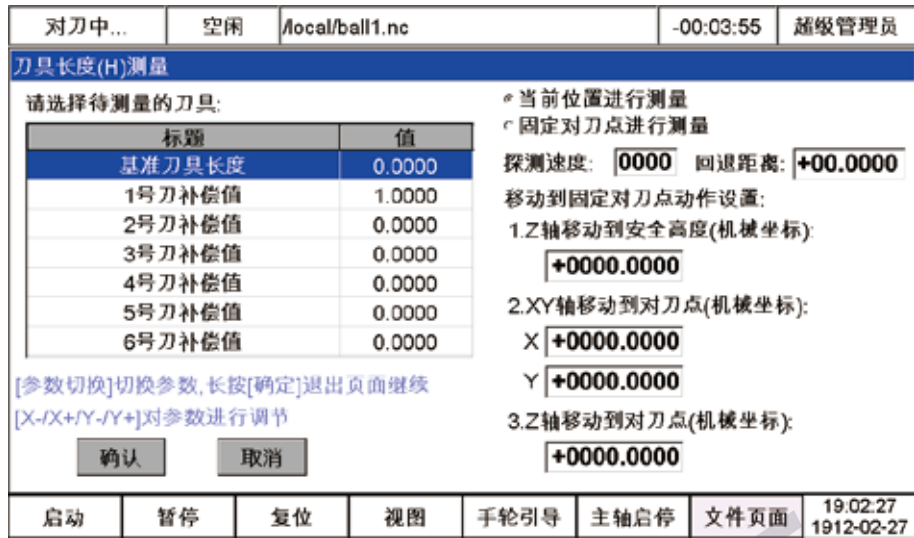 对刀中... 空闲 /local/ball1.nc -00:03:55 超级管理员
刀具长度(H)测量
请选择待测量的刀具:
标题 值
基准刀具长度 0.0000
1号刀补偿值 1.0000
2号刀补偿值 0.0000
3号刀补偿值 0.0000
4号刀补偿值 0.0000
5号刀补偿值 0.0000
6号刀补偿值 0.0000
[参数切换]切换参数,长按[确定]退出页面继续
[X-/X+/Y-/Y+]对参数进行调节
确认 取消
当前位置进行测量
固定对刀点进行测量
探测速度: 0000 回退距离: +00.0000
移动到固定对刀点动作设置:
1.Z轴移动到安全高度(机械坐标):
+0000.0000
2.XY轴移动到对刀点(机械坐标):
X +0000.0000
Y +0000.0000
3.Z轴移动到对刀点(机械坐标):
+0000.0000
启动 暂停 复位 视图 手轮引导 主轴启停 文件页面 19:02:27
1912-02-27